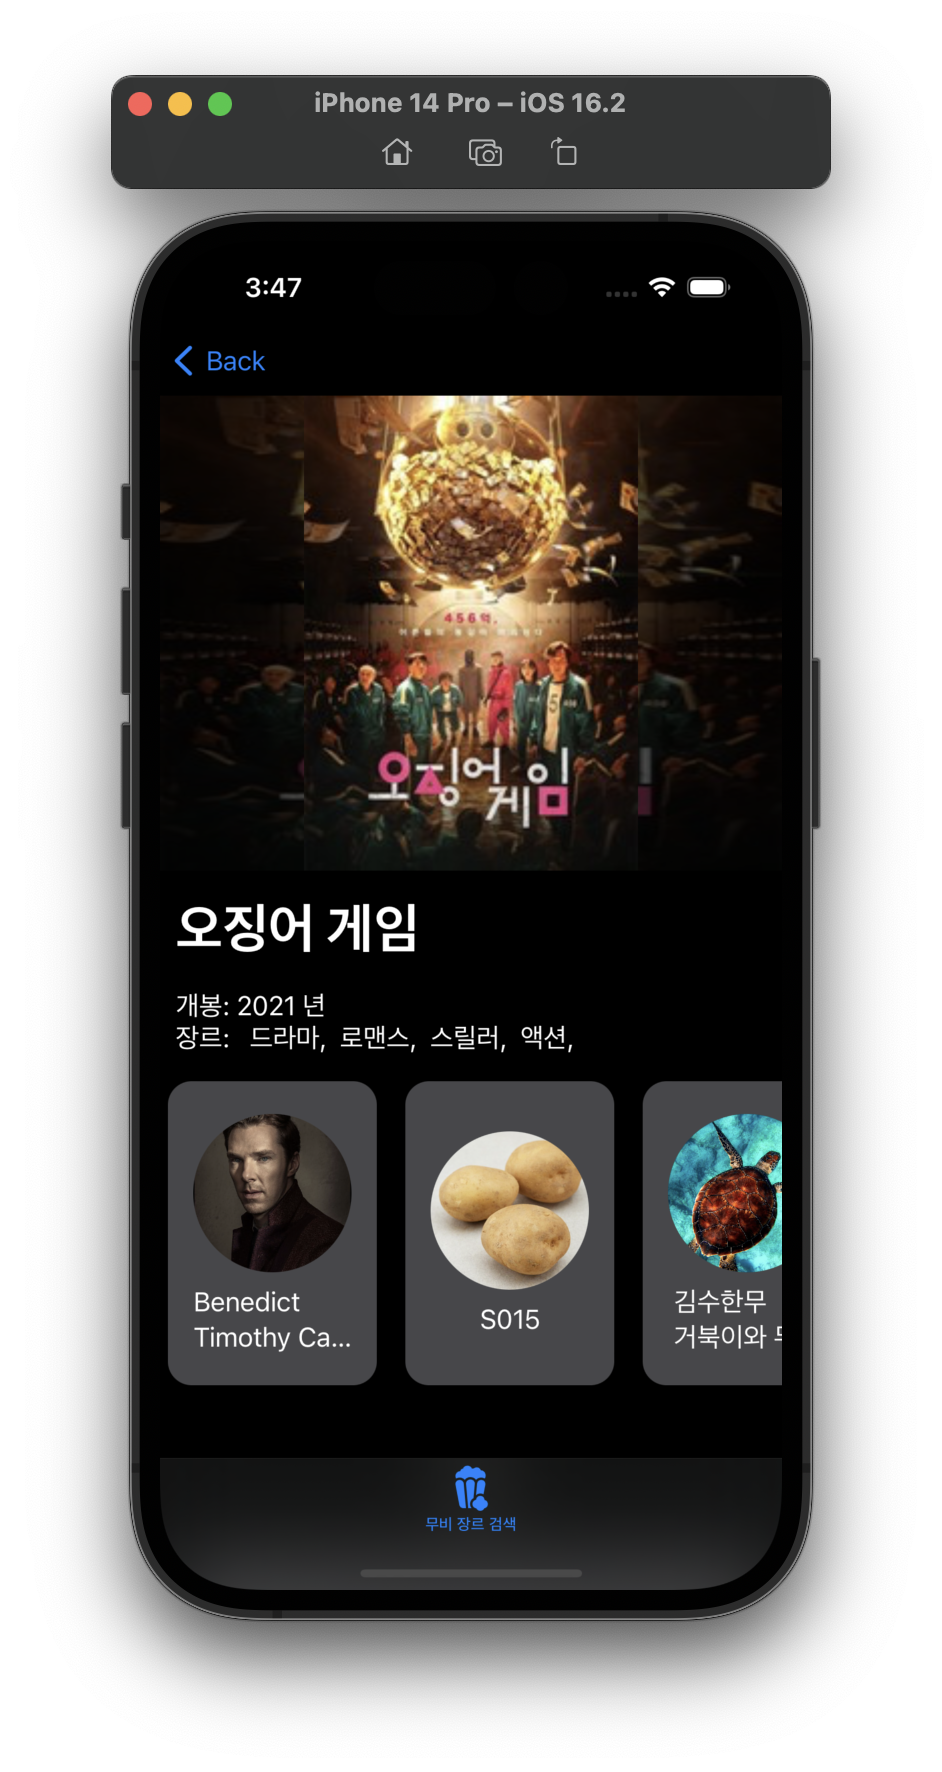 iPhone 14 Pro – iOS 16.2
3:47
Back
456억,
오징어 게임
오징어 게임
개봉: 2021 년
장르: 드라마, 로맨스, 스릴러, 액션,
Benedict
Timothy Ca...
S015
김수한무
거북이와
무비 장르 검색